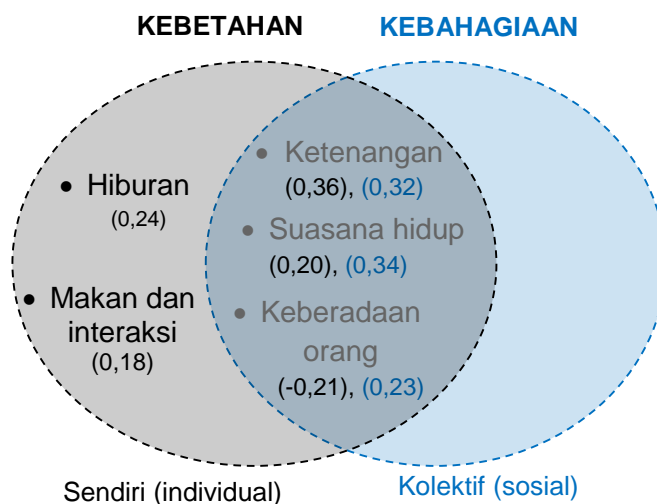 KEBETAHAN KEBAHAGIAAN
• Hiburan
(0,24)
• Makan dan
interaksi
(0,18)
• Ketenangan
(0,36), (0,32)
• Suasana hidup
(0,20), (0,34)
• Keberadaan
orang
(-0,21), (0,23)
Sendiri (individual) Kolektif (sosial)